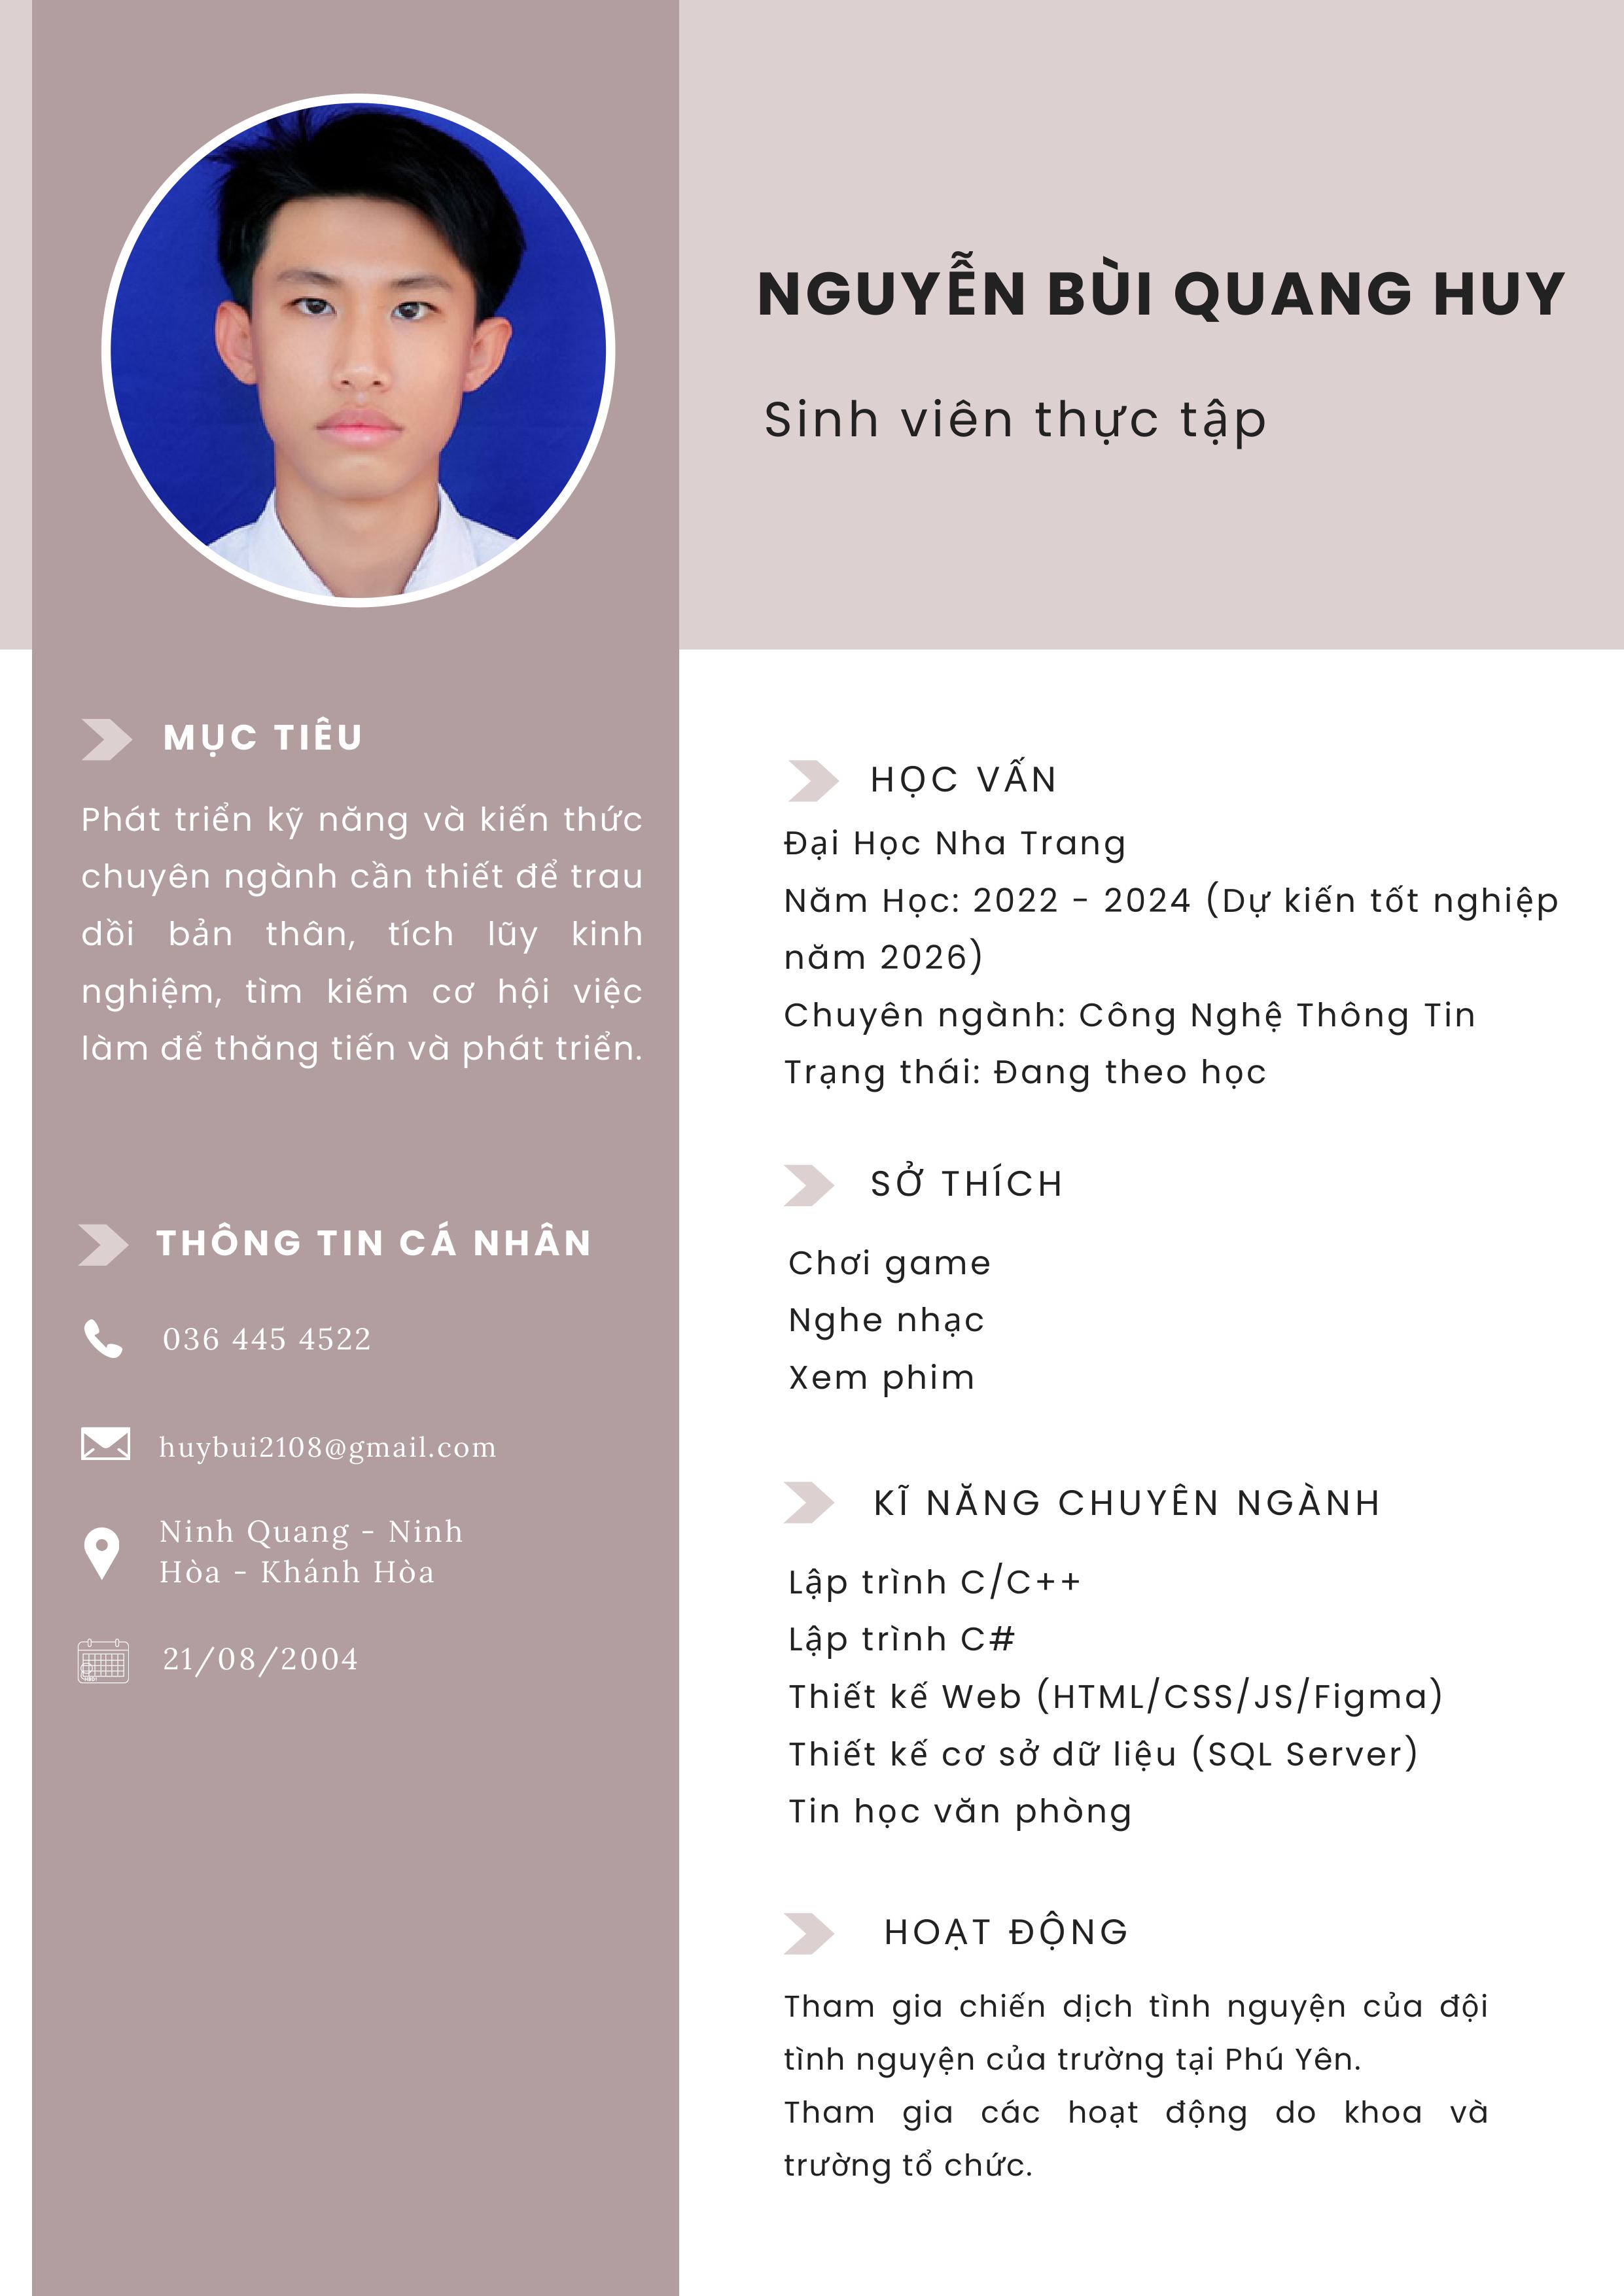 NGUYỄN BÙI QUANG HUY
Sinh viên thực tập
MỤC TIÊU
Phát triển kỹ năng và kiến thức
chuyên ngành cần thiết để trau
dồi bản thân, tích lũy kinh
nghiệm, tìm kiếm cơ hội việc
làm để thăng tiến và phát triển.
THÔNG TIN CÁ NHÂN
036 445 4522
huybui2108@gmail.com
Ninh Quang - Ninh
Hòa - Khánh Hòa
21/08/2004
HỌC VẤN
Đại Học Nha Trang
Năm Học: 2022 - 2024 (Dự kiến tốt nghiệp
năm 2026)
Chuyên ngành: Công Nghệ Thông Tin
Trạng thái: Đang theo học
SỞ THÍCH
Chơi game
Nghe nhạc
Xem phim
KĨ NĂNG CHUYÊN NGÀNH
Lập trình C/C++
Lập trình C#
Thiết kế Web (HTML/CSS/JS/Figma)
Thiết kế cơ sở dữ liệu (SQL Server)
Tin học văn phòng
HOẠT ĐỘNG
Tham gia chiến dịch tình nguyện của đội
tình nguyện của trường tại Phú Yên.
Tham gia các hoạt động do khoa và
trường tổ chức.